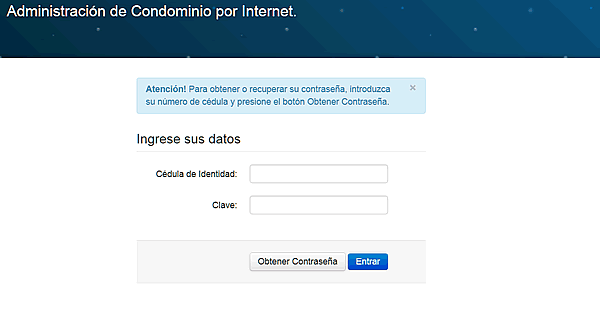 Administración de Condominio por Internet.
Atención! Para obtener o recuperar su contraseña, introduzca
su número de cédula y presione el botón Obtener Contraseña.
×
Ingrese sus datos
Cédula de Identidad:
Clave:
Obtener Contraseña Entrar